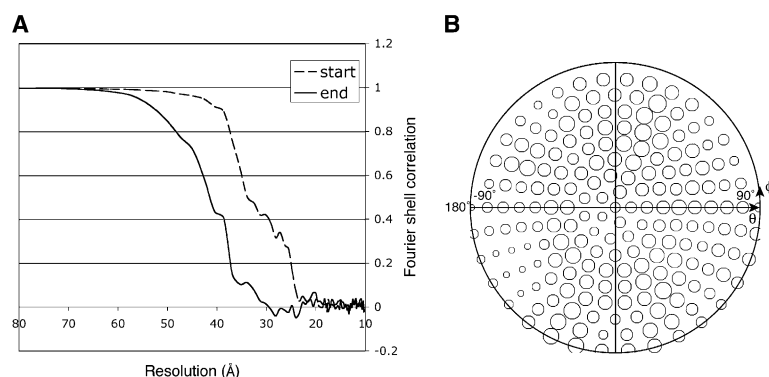 A
B
1.2
1
0.8
0.6
0.4
0.2
0
-0.2
start
end
Fourier shell correlation
80 70 60 50 40 30 20 10
Resolution (Å)
180° -90° 90° ϕ
θ